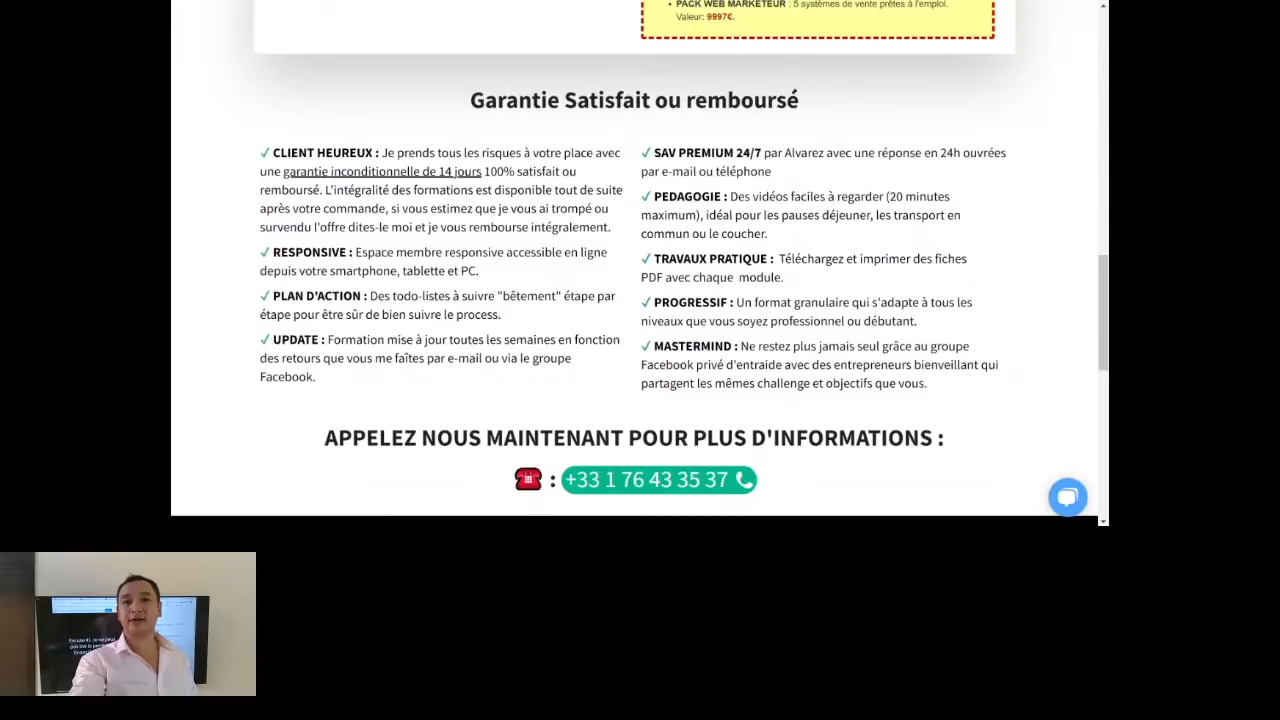 • PACK WEB MARKETEUR : 5 systèmes de vente prêtes à l'emploi.
Valeur: 9997€.
Garantie Satisfait ou remboursé
✓ CLIENT HEUREUX : Je prends tous les risques à votre place avec
une garantie inconditionnelle de 14 jours 100% satisfait ou
remboursé. L'intégralité des formations est disponible tout de suite
après votre commande, si vous estimez que je vous ai trompé ou
survendu l'offre dites-le moi et je vous rembourse intégralement.
✓ RESPONSIVE : Espace membre responsive accessible en ligne
depuis votre smartphone, tablette et PC.
✓ PLAN D'ACTION : Des todo-listes à suivre "bêtement" étape par
étape pour être sûr de bien suivre le process.
✓ UPDATE : Formation mise à jour toutes les semaines en fonction
des retours que vous me faîtes par e-mail ou via le groupe
Facebook.
✓ SAV PREMIUM 24/7 par Alvarez avec une réponse en 24h ouvrées
par e-mail ou téléphone
✓ PEDAGOGIE : Des vidéos faciles à regarder (20 minutes
maximum), idéal pour les pauses déjeuner, les transport en
commun ou le coucher.
✓ TRAVAUX PRATIQUE : Téléchargez et imprimer des fiches
PDF avec chaque module.
✓ PROGRESSIF : Un format granulaire qui s'adapte à tous les
niveaux que vous soyez professionnel ou débutant.
✓ MASTERMIND : Ne restez plus jamais seul grâce au groupe
Facebook privé d'entraide avec des entrepreneurs bienveillant qui
partagent les mêmes challenge et objectifs que vous.
APPELEZ NOUS MAINTENANT POUR PLUS D'INFORMATIONS :
: +33 1 76 43 35 37
Excuse #1 Je ne peux
pas me le